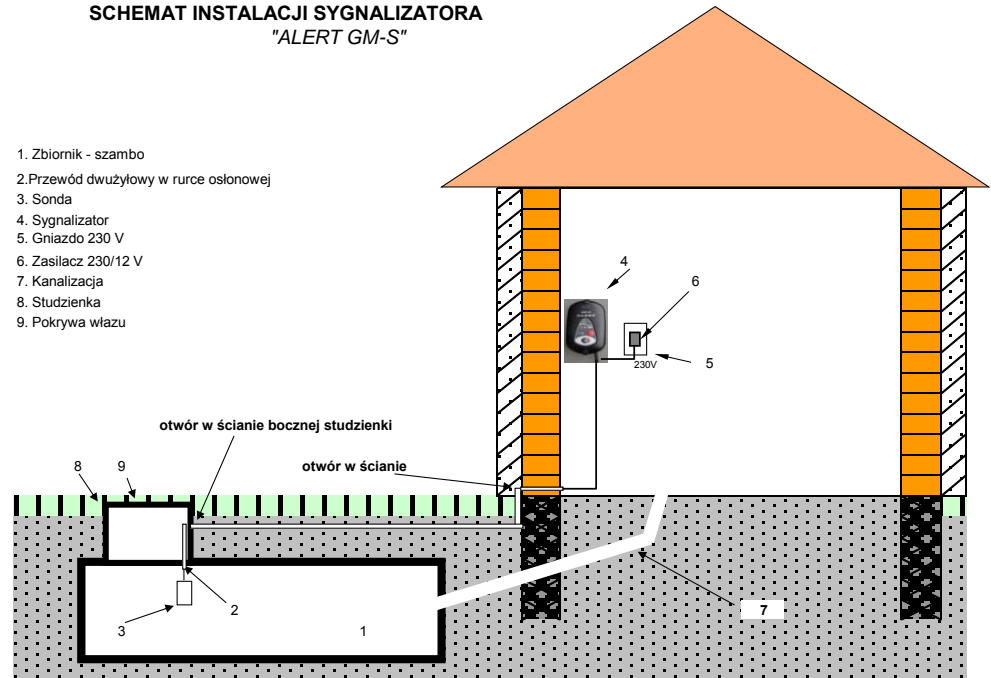 SCHEMAT INSTALACJI SYGNALIZATORA
"ALERT GM-S"
1. Zbiornik - szambo
2.Przewód dwużyłowy w rurce osłonowej
3. Sonda
4. Sygnalizator
5. Gniazdo 230 V
6. Zasilacz 230/12 V
7. Kanalizacja
8. Studzienka
9. Pokrywa włazu
4
6
230V
5
otwór w ścianie bocznej studzienki
otwór w ścianie
8
9
2
7
3
1